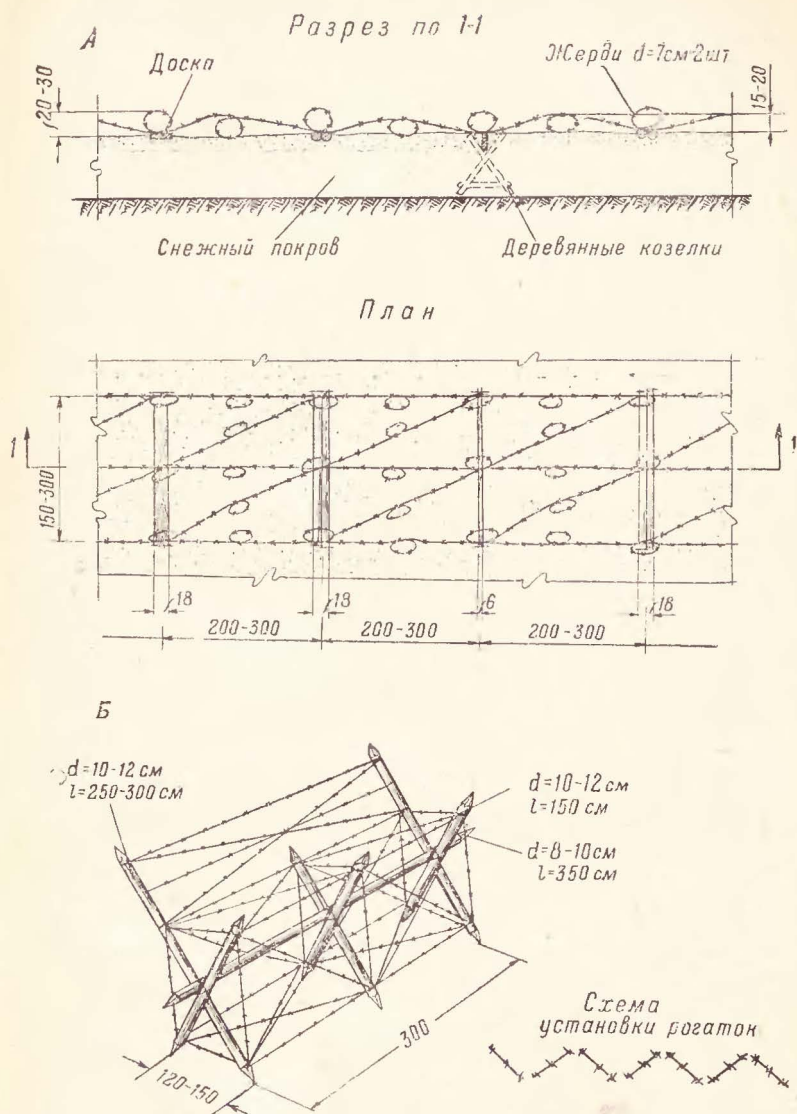 А
Разрез по 1-1
Доска
Жерди d=7см-2шт
20-30
15-20
Снежный покров
Деревянные козелки
План
1
1
150-300
18
18
6
18
200-300
200-300
200-300
Б
d=10-12 см
l=250-300 см
d=10-12 см
l=150 см
d=8-10 см
l=350 см
300
120-150
Схема
установки рогаток